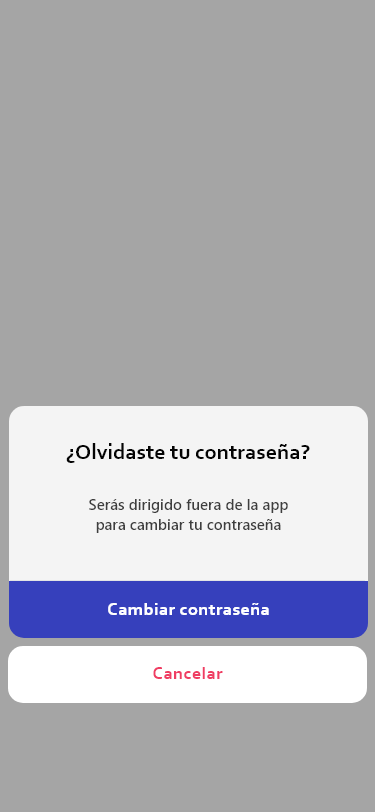 ¿Olvidaste tu contraseña?
Serás dirigido fuera de la app
para cambiar tu contraseña
Cambiar contraseña
Cancelar